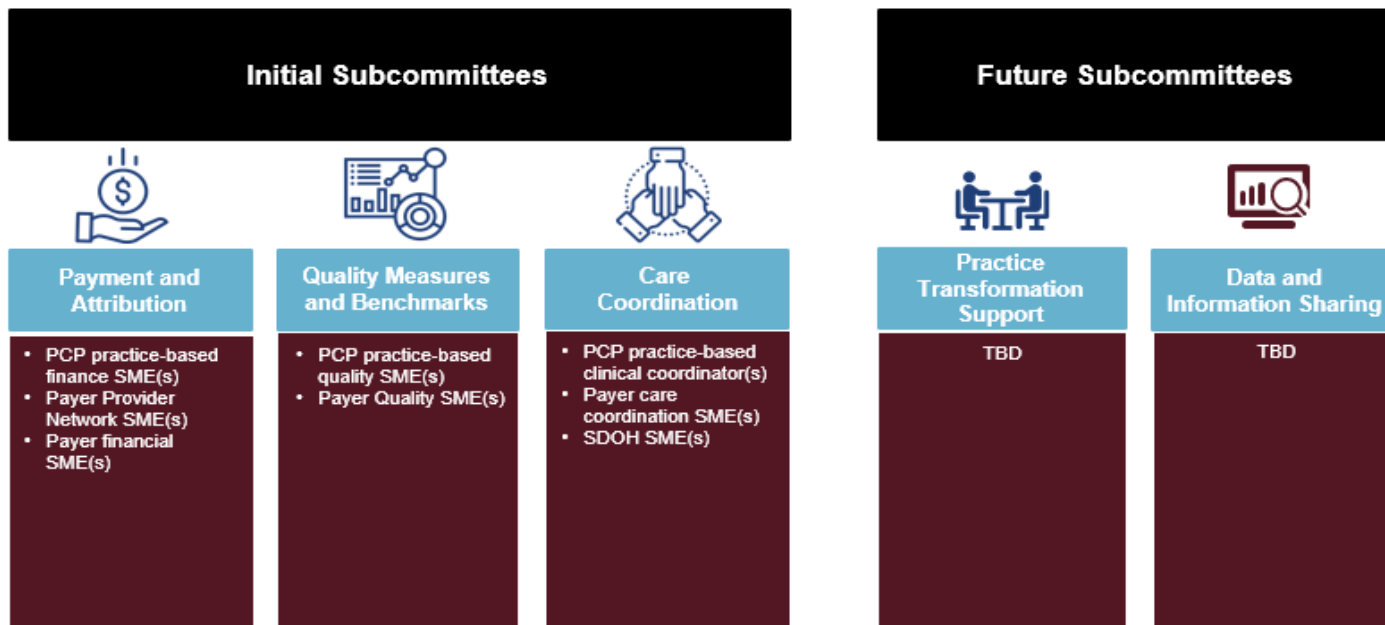 Initial Subcommittees
Future Subcommittees
Payment and
Attribution
• PCP practice-based
finance SME(s)
• Payer Provider
Network SME(s)
• Payer financial
SME(s)
Quality Measures
and Benchmarks
• PCP practice-based
quality SME(s)
• Payer Quality SME(s)
Care
Coordination
• PCP practice-based
clinical coordinator(s)
• Payer care
coordination SME(s)
• SDOH SME(s)
Practice
Transformation
Support
TBD
Data and
Information Sharing
TBD